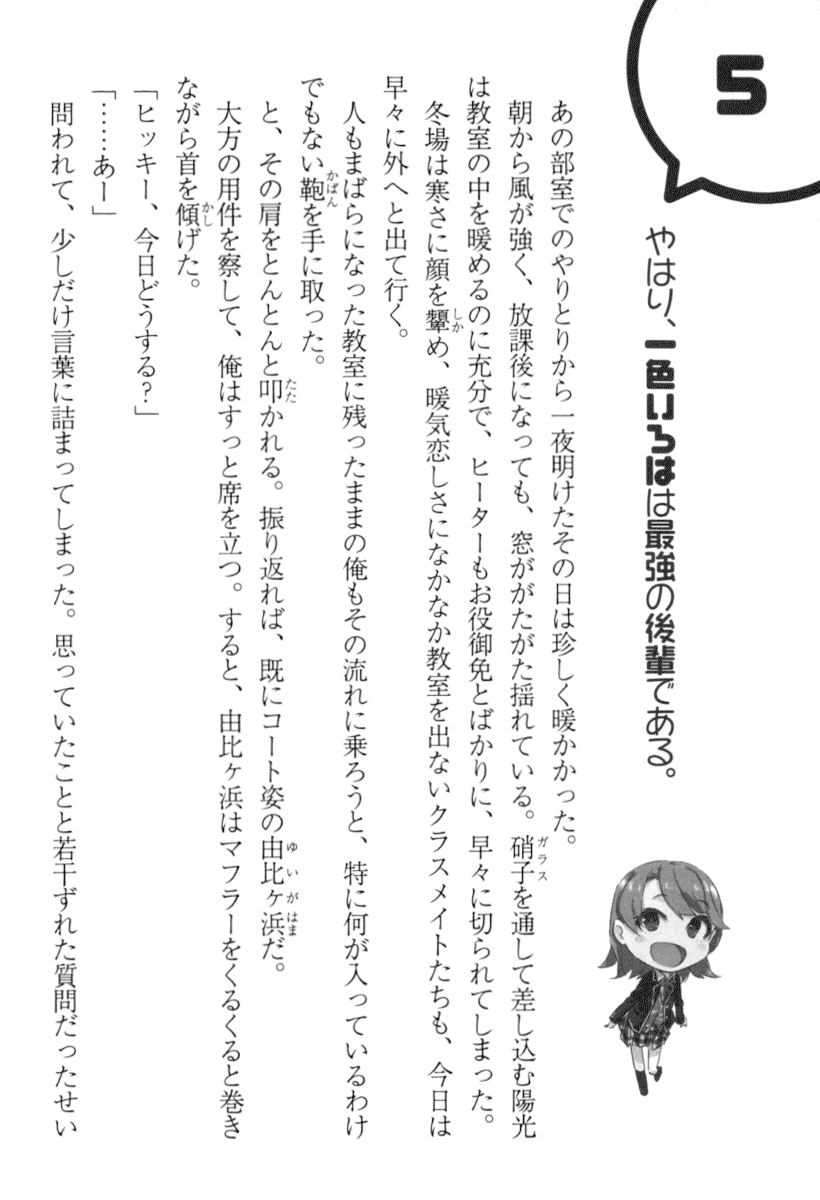 5
やはり、一色いろはは最強の後輩である。
あの部室でのやりとりから一夜明けたその日は珍しく暖かかった。
朝から風が強く、放課後になっても、窓ががたがた揺れている。硝子を通して差し込む陽光
は教室の中を暖めるのに充分で、ヒーターもお役御免とばかりに、早々に切られてしまった。
冬場は寒さに顔を顰め、暖気恋しさになかなか教室を出ないクラスメイトたちも、今日は
早々に外へと出て行く。
人もまばらになった教室に残ったままの俺もその流れに乗ろうと、特に何が入っているわけ
でもない鞄を手に取った。
と、その肩をとんとんと叩かれる。振り返れば、既にコート姿の由比ヶ浜だ。
大方の用件を察して、俺はすっと席を立つ。すると、由比ヶ浜はマフラーをくるくると巻き
ながら首を傾げた。
「ヒッキー、今日どうする?」
「……あー」
問われて、少しだけ言葉に詰まってしまった。思っていたことと若干ずれた質問だったせい